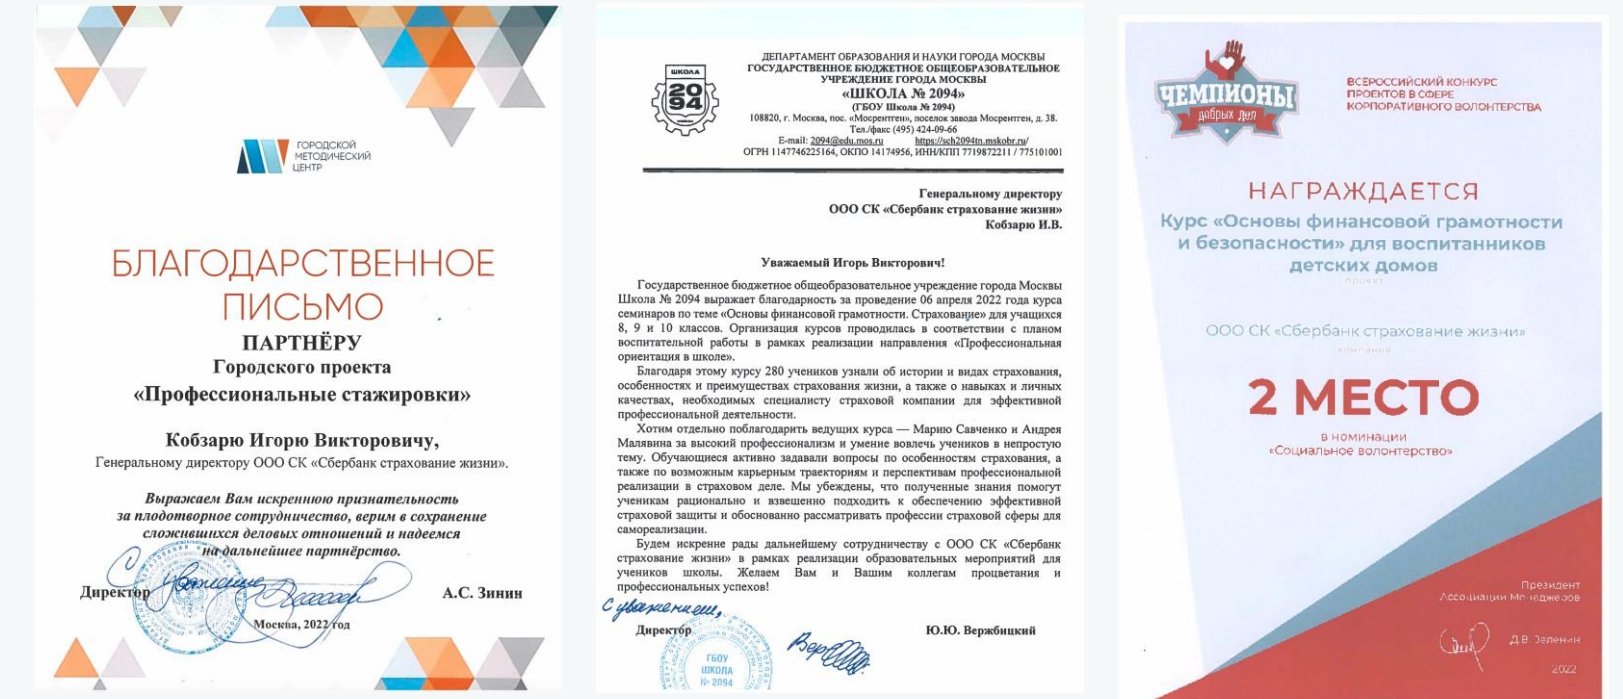 ГОРОДСКОЙ
МЕТОДИЧЕСКИЙ
ЦЕНТР
БЛАГОДАРСТВЕННОЕ
ПИСЬМО
ПАРТНЁРУ
Городского проекта
«Профессиональные стажировки»
Кобзарю Игорю Викторовичу,
Генеральному директору ООО СК «Сбербанк страхование жизни».
Выражаем Вам искреннюю признательность
за плодотворное сотрудничество, верим в сохранение
сложившихся деловых отношений и надеемся
на дальнейшее партнёрство.
С уважением
Директор
А.С. Зинин
Москва, 2022 год
ШКОЛА
20
94
ДЕПАРТАМЕНТ ОБРАЗОВАНИЯ И НАУКИ ГОРОДА МОСКВЫ
ГОСУДАРСТВЕННОЕ БЮДЖЕТНОЕ ОБЩЕОБРАЗОВАТЕЛЬНОЕ
УЧРЕЖДЕНИЕ ГОРОДА МОСКВЫ
«ШКОЛА № 2094»
(ГБОУ Школа № 2094)
108820, г. Москва, пос. «Мосрентген», поселок завода Мосрентген, д. 38.
Тел./факс (495) 424-09-66
E-mail: 2094@edu.mos.ru https://sch2094tn.mskobr.ru/
ОГРН 1147746225164, ОКПО 14174956, ИНН/КПП 7719872211 / 775101001
Генеральному директору
ООО СК «Сбербанк страхование жизни»
Кобзарю И.В.
Уважаемый Игорь Викторович!
Государственное бюджетное общеобразовательное учреждение города Москвы
Школа № 2094 выражает благодарность за проведение 06 апреля 2022 года курса
семинаров по теме «Основы финансовой грамотности. Страхование» для учащихся
8, 9 и 10 классов. Организация курсов проводилась в соответствии с планом
воспитательной работы в рамках реализации направления «Профессиональная
ориентация в школе».
Благодаря этому курсу 280 учеников узнали об истории и видах страхования,
особенностях и преимуществах страхования жизни, а также о навыках и личных
качествах, необходимых специалисту страховой компании для эффективной
профессиональной деятельности.
Хотим отдельно поблагодарить ведущих курса — Марию Савченко и Андрея
Малявина за высокий профессионализм и умение вовлечь учеников в непростую
тему. Обучающиеся активно задавали вопросы по особенностям страхования, а
также по возможным карьерным траекториям и перспективам профессиональной
реализации в страховом деле. Мы убеждены, что полученные знания помогут
ученикам рационально и взвешенно подходить к обеспечению эффективной
страховой защиты и обоснованно рассматривать профессии страховой сферы для
самореализации.
Будем искренне рады дальнейшему сотрудничеству с ООО СК «Сбербанк
страхование жизни» в рамках реализации образовательных мероприятий для
учеников школы. Желаем Вам и Вашим коллегам процветания и
профессиональных успехов!
С уважением,
Директор
Ю.Ю. Вержбицкий
ГБОУ
ШКОЛА
№ 2094
ЧЕМПИОНЫ
добрых дел
ВСЕРОССИЙСКИЙ КОНКУРС
ПРОЕКТОВ В СФЕРЕ
КОРПОРАТИВНОГО ВОЛОНТЕРСТВА
НАГРАЖДАЕТСЯ
Курс «Основы финансовой грамотности
и безопасности» для воспитанников
детских домов
проект
ООО СК «Сбербанк страхование жизни»
компания
2 МЕСТО
в номинации
«Социальное волонтерство»
Президент
Ассоциации Менеджеров
Д.В. Зеленин
2022